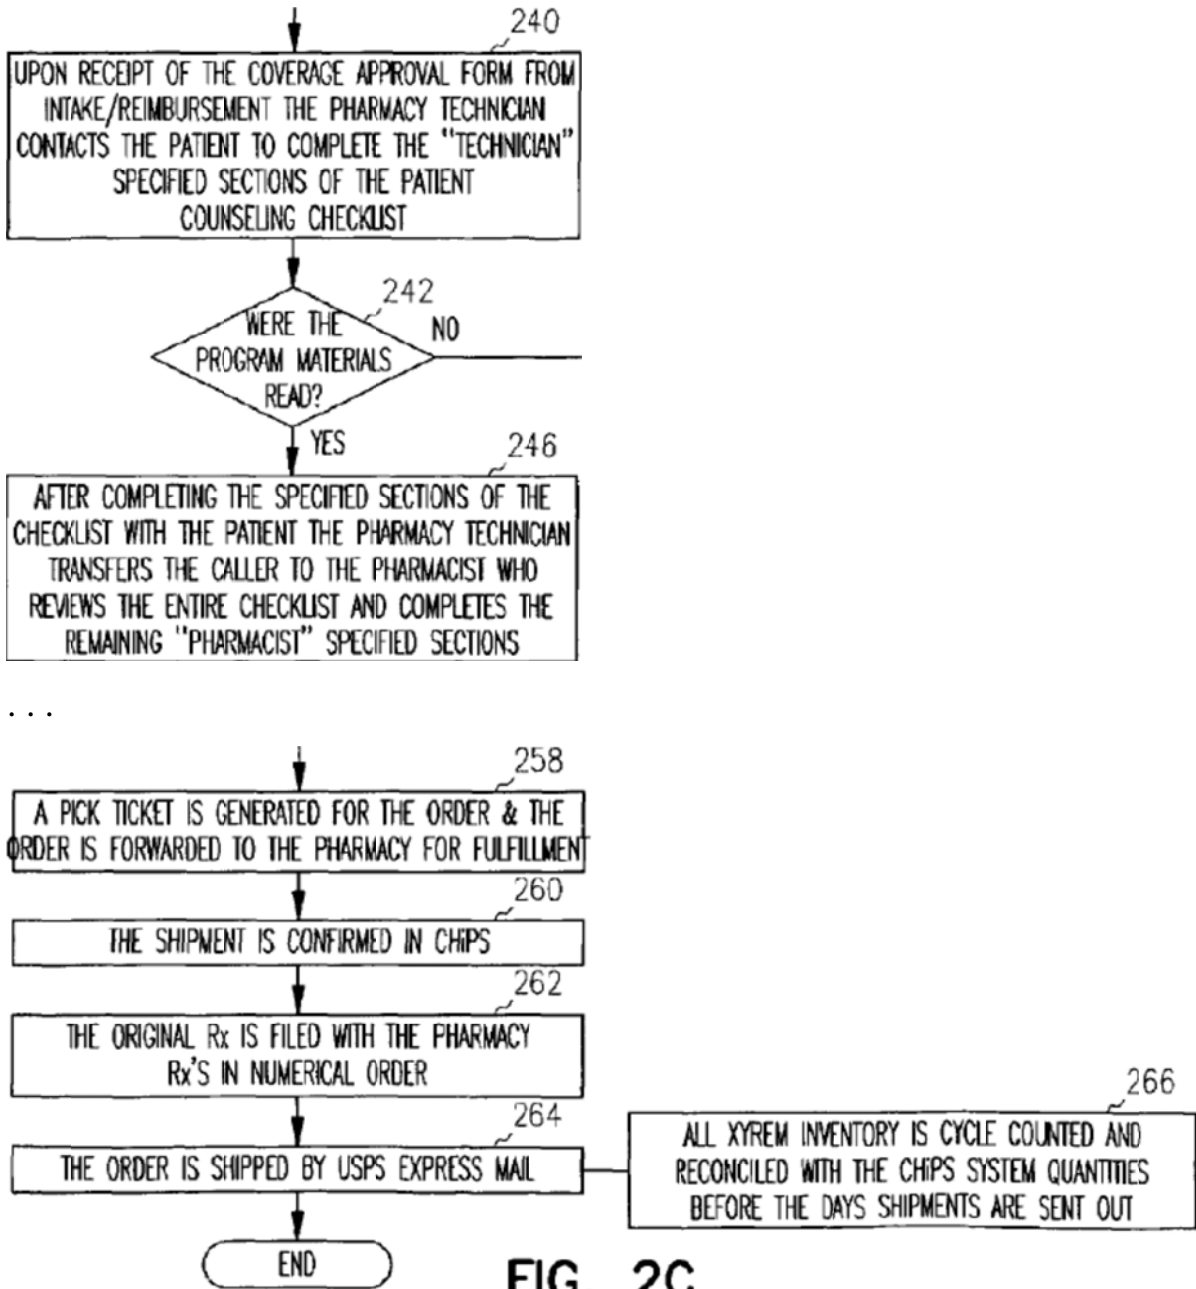 240
UPON RECEIPT OF THE COVERAGE APPROVAL FORM FROM
INTAKE/REIMBURSEMENT THE PHARMACY TECHNICIAN
CONTACTS THE PATIENT TO COMPLETE THE "TECHNICIAN"
SPECIFIED SECTIONS OF THE PATIENT
COUNSELING CHECKLIST
242
WERE THE
PROGRAM MATERIALS
READ?
NO
YES
246
AFTER COMPLETING THE SPECIFIED SECTIONS OF THE
CHECKLIST WITH THE PATIENT THE PHARMACY TECHNICIAN
TRANSFERS THE CALLER TO THE PHARMACIST WHO
REVIEWS THE ENTIRE CHECKLIST AND COMPLETES THE
REMAINING "PHARMACIST" SPECIFIED SECTIONS
. . .
258
A PICK TICKET IS GENERATED FOR THE ORDER & THE
ORDER IS FORWARDED TO THE PHARMACY FOR FULFILLMENT
260
THE SHIPMENT IS CONFIRMED IN CHiPS
262
THE ORIGINAL Rx IS FILED WITH THE PHARMACY
Rx'S IN NUMERICAL ORDER
264
THE ORDER IS SHIPPED BY USPS EXPRESS MAIL
266
ALL XYREM INVENTORY IS CYCLE COUNTED AND
RECONCILED WITH THE CHiPS SYSTEM QUANTITIES
BEFORE THE DAYS SHIPMENTS ARE SENT OUT
END
FIG. 2C